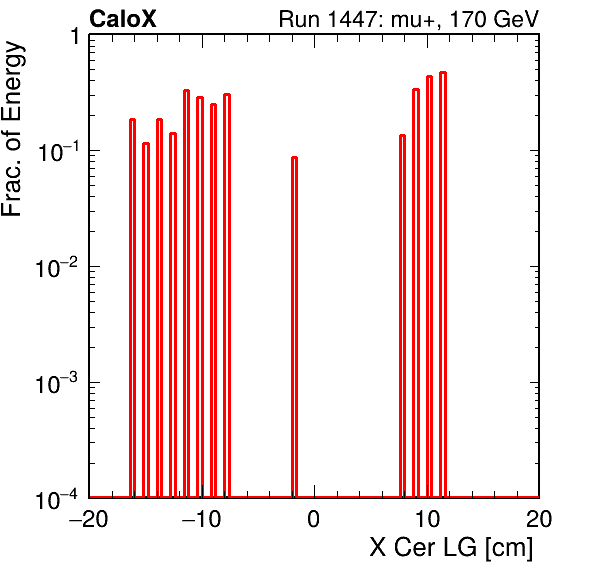 CaloX Run 1447: mu+, 170 GeV
Frac. of Energy
1
10⁻¹
10⁻²
10⁻³
10⁻⁴
−20 −10 0 10 20
X Cer LG [cm]